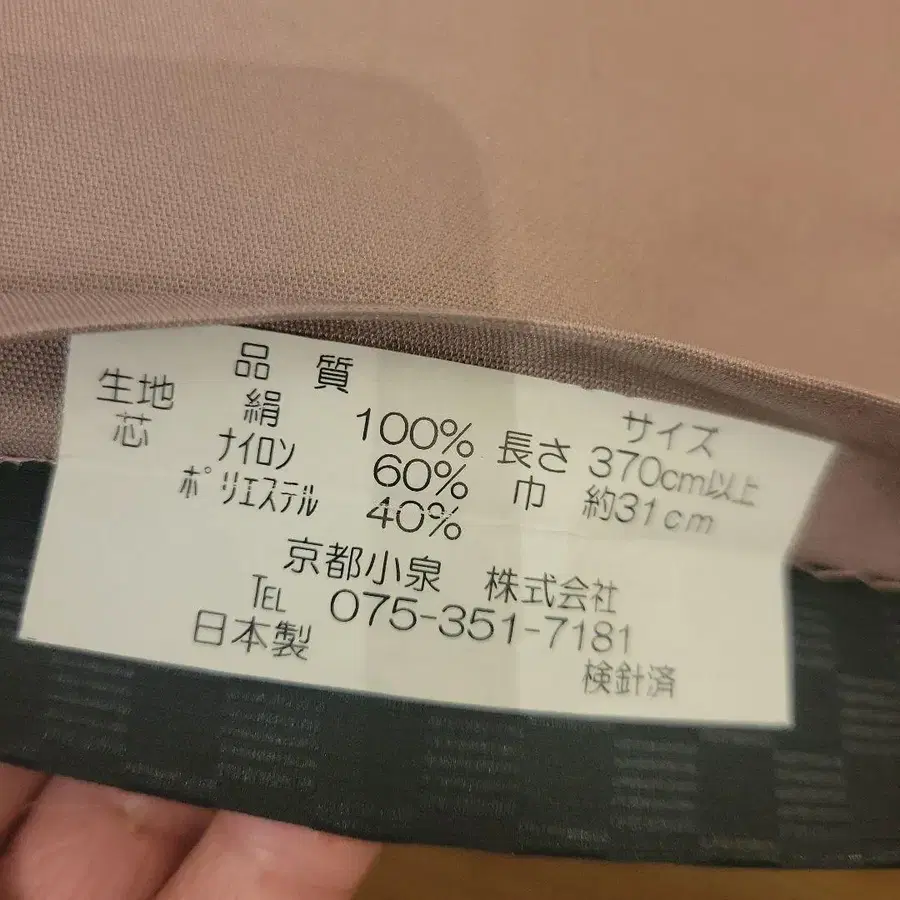 品質 サイズ
生地 絹 100% 長さ 370cm以上
芯 ナイロン 60% 巾 約31cm
ポリエステル 40%
京都小泉 株式会社
TEL 075-351-7181
日本製 検針済